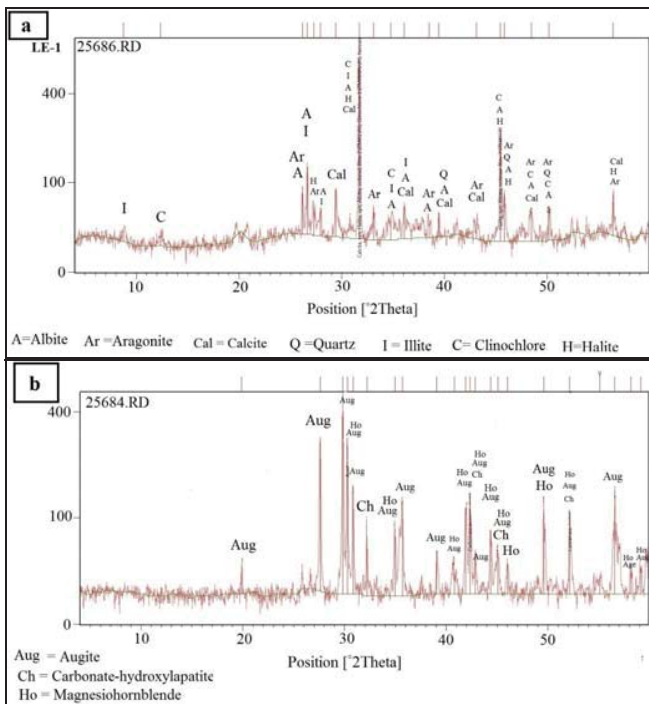 a
LE-1
25686.RD
400
100
0
I
C
Ar
A
A
I
H
Ar
A
I
Cal
C
I
A
H
Cal
Ar
C
I
A
I
A
Cal
Ar
A
Q
A
Cal
Ar
Cal
C
A
H
Ar
Q
A
H
Ar
C
A
Cal
Ar
Q
C
A
Cal
H
Ar
10 20 30 40 50
Position [°2Theta]
A=Albite Ar =Aragonite Cal = Calcite Q =Quartz I = Illite C= Clinochlore H=Halite
b
25684.RD
400
100
0
Aug
Aug
Aug
Ho
Aug
Aug
Ch
Ho
Aug
Aug
Aug
Ho
Aug
Ho
Aug
Ho
Aug
Ch
Aug
Ho
Aug
Ho
Aug
Ch
Ho
Aug
Ho
Ho
Aug
Ch
Aug
Ho
Aug
Ho
Aug
10 20 30 40 50
Position [°2Theta]
Aug = Augite
Ch = Carbonate-hydroxylapatite
Ho = Magnesiohornblende